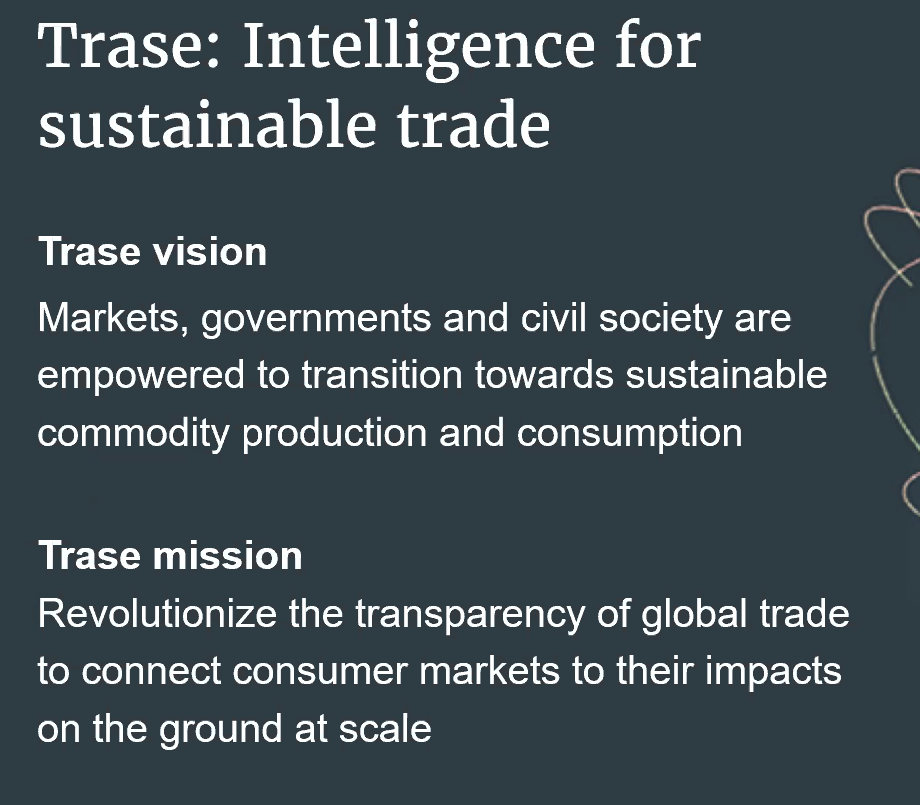 Trase: Intelligence for
sustainable trade
Trase vision
Markets, governments and civil society are
empowered to transition towards sustainable
commodity production and consumption
Trase mission
Revolutionize the transparency of global trade
to connect consumer markets to their impacts
on the ground at scale